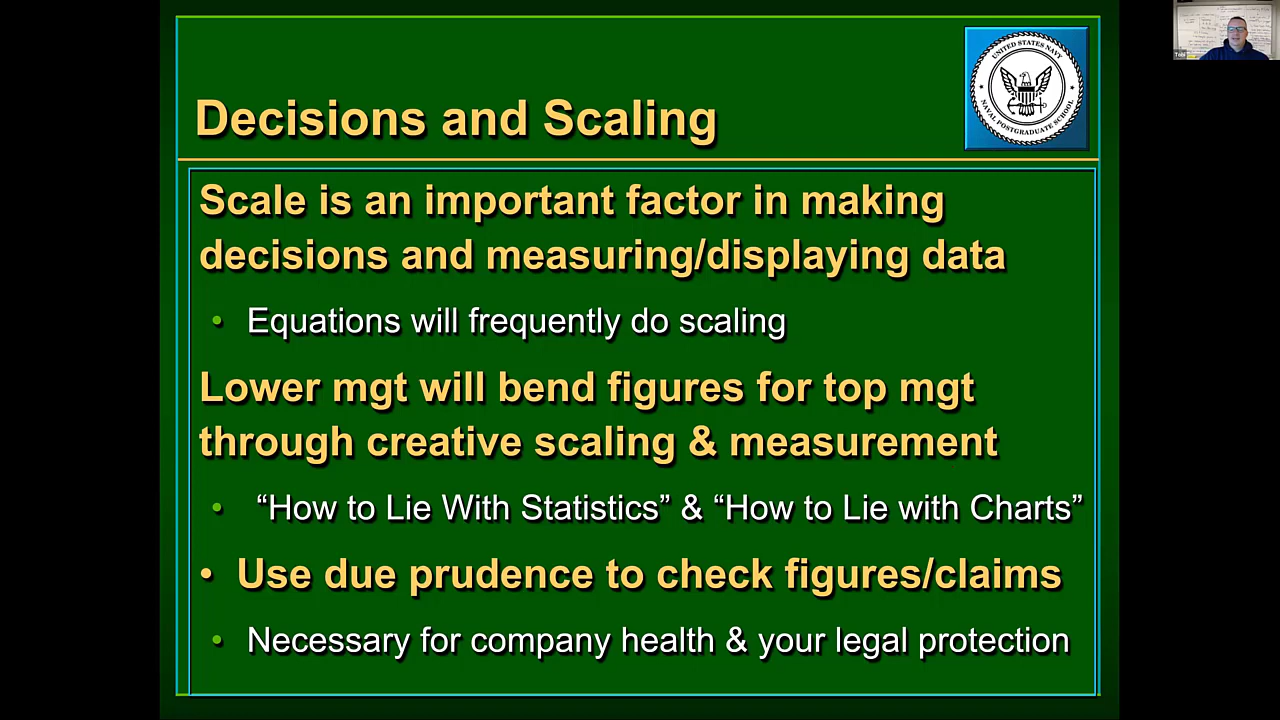 UNITED STATES NAVY
NAVAL POSTGRADUATE SCHOOL
Decisions and Scaling
Scale is an important factor in making
decisions and measuring/displaying data
• Equations will frequently do scaling
Lower mgt will bend figures for top mgt
through creative scaling & measurement
• “How to Lie With Statistics” & “How to Lie with Charts”
• Use due prudence to check figures/claims
• Necessary for company health & your legal protection